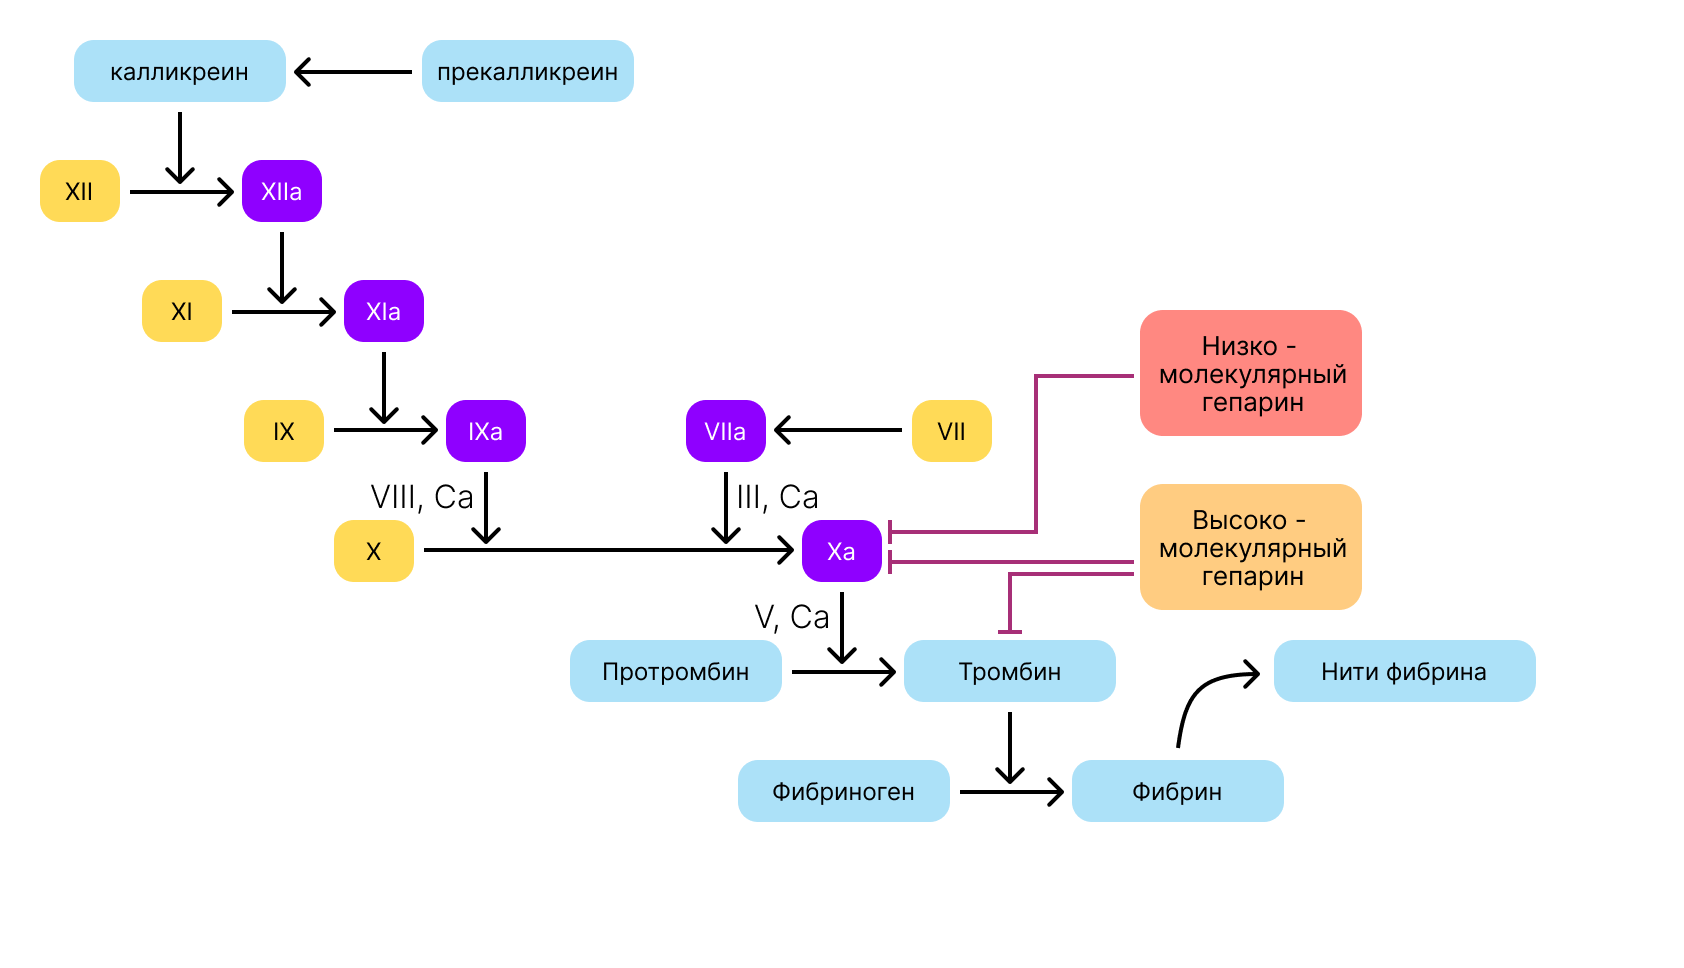 калликреин
прекалликреин
XII
XIIa
XI
XIa
IX
IXa
VIIa
VII
Низко -
молекулярный
гепарин
VIII, Ca
III, Ca
X
Xa
Высоко -
молекулярный
гепарин
V, Ca
Протромбин
Тромбин
Нити фибрина
Фибриноген
Фибрин